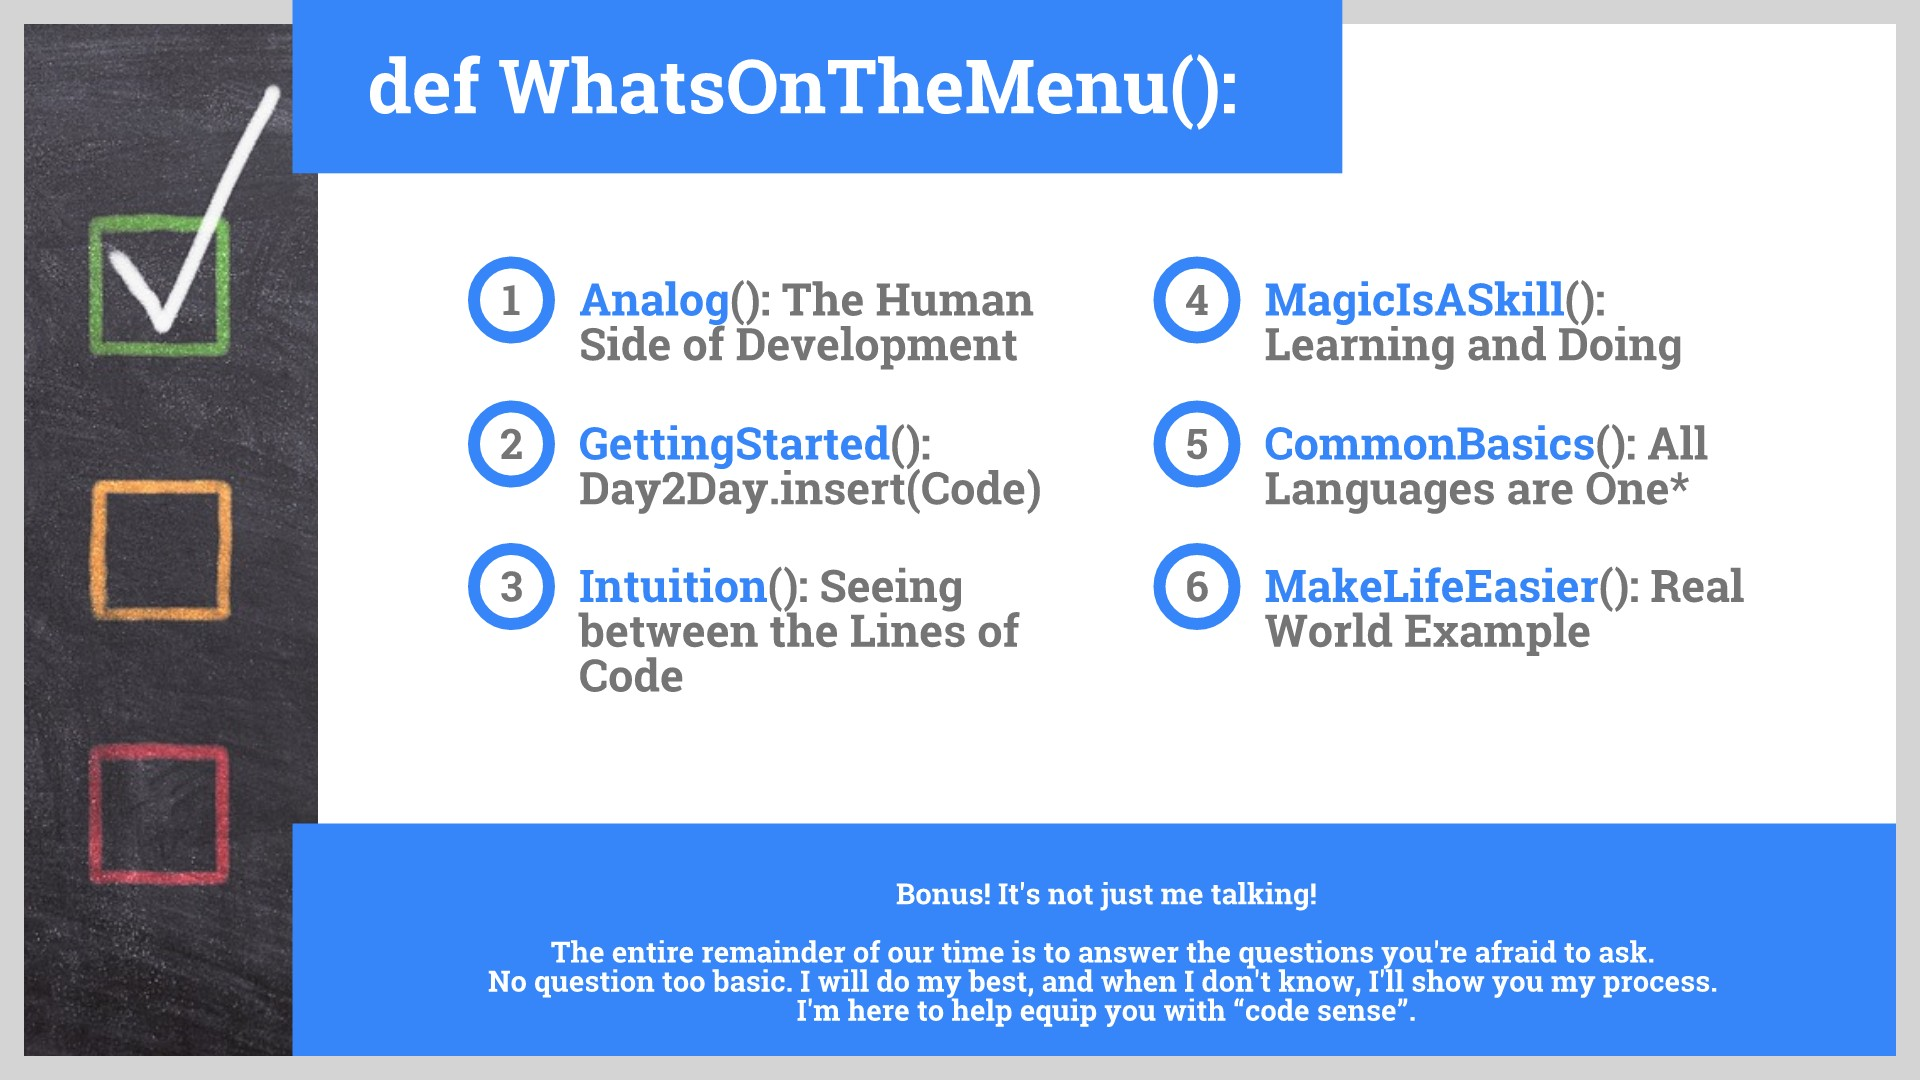 def WhatsOnTheMenu():
1
Analog(): The Human
Side of Development
2
GettingStarted():
Day2Day.insert(Code)
3
Intuition(): Seeing
between the Lines of
Code
4
MagicIsASkill():
Learning and Doing
5
CommonBasics(): All
Languages are One*
6
MakeLifeEasier(): Real
World Example
Bonus! It's not just me talking!
The entire remainder of our time is to answer the questions you're afraid to ask.
No question too basic. I will do my best, and when I don't know, I'll show you my process.
I'm here to help equip you with “code sense”.